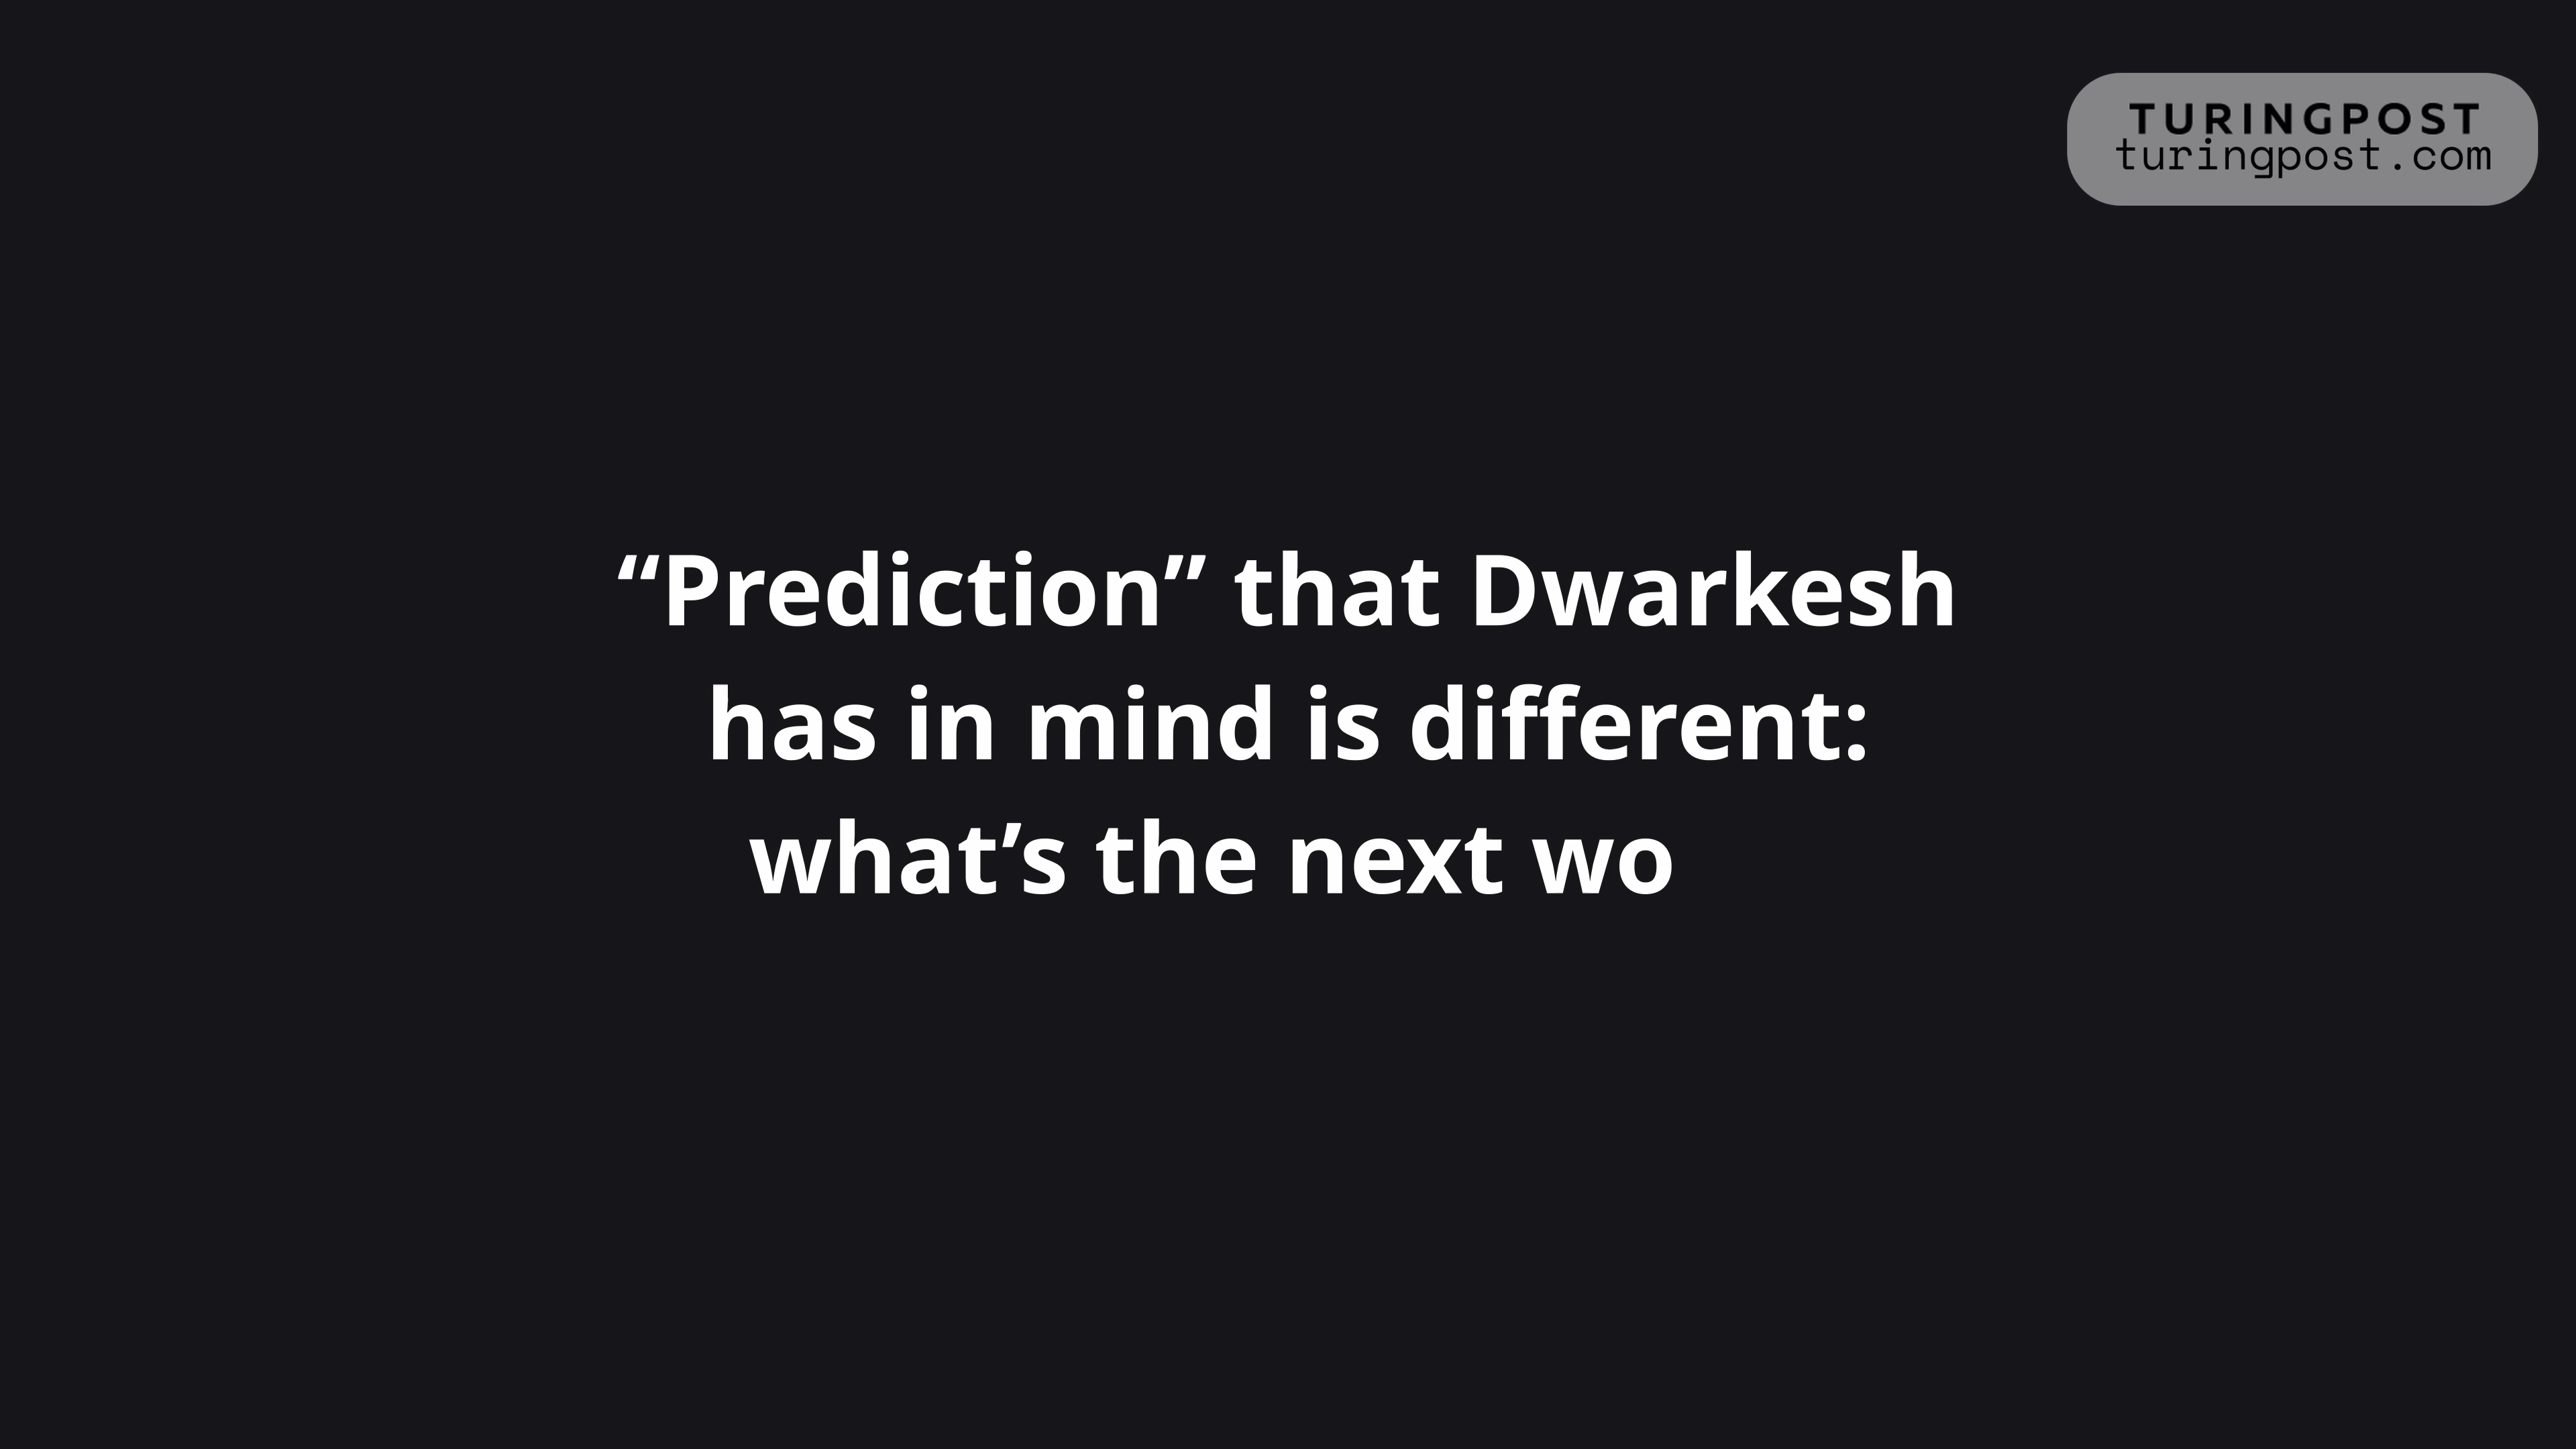 TURINGPOST
turingpost.com
“Prediction” that Dwarkesh
has in mind is different:
what’s the next wo